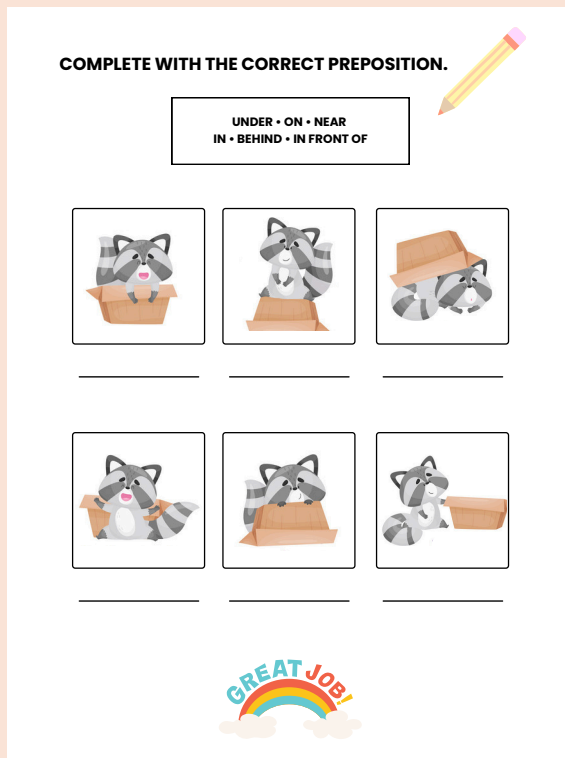 COMPLETE WITH THE CORRECT PREPOSITION.
UNDER • ON • NEAR
IN • BEHIND • IN FRONT OF
GREAT JOB!